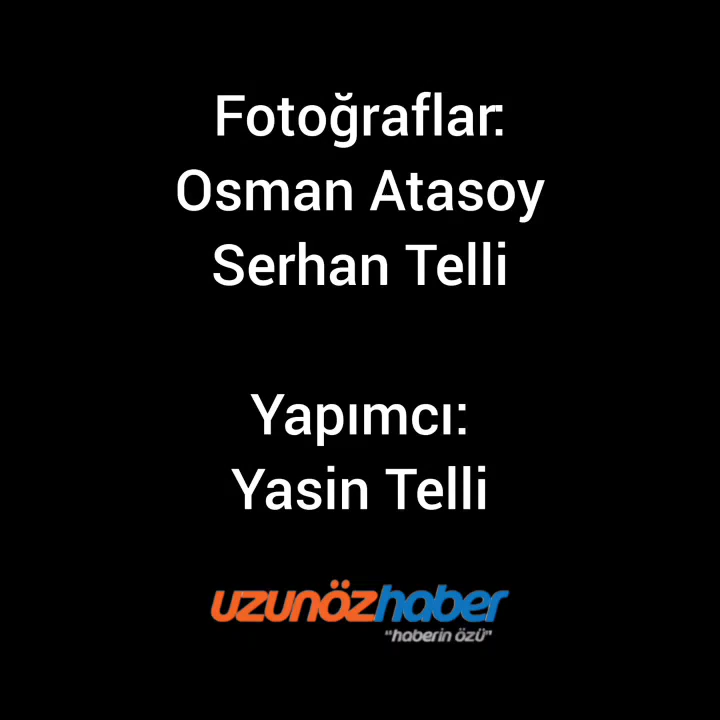 Fotoğraflar:
Osman Atasoy
Serhan Telli
Yapımcı:
Yasin Telli
uzunözhaber
"haberin özü"